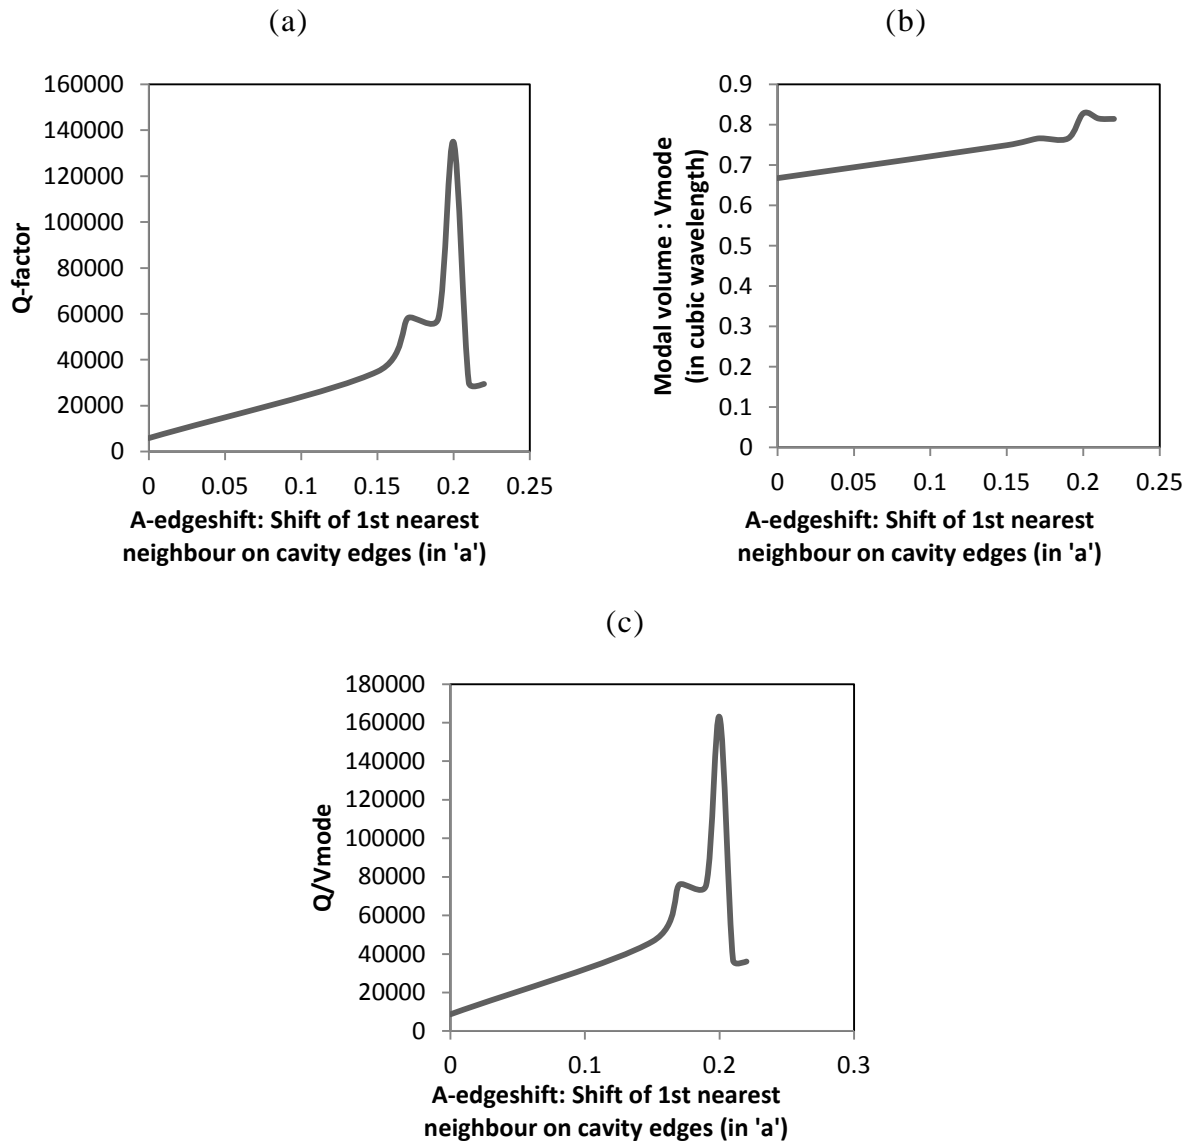 (a)
160000
140000
120000
100000
80000
60000
40000
20000
0
Q-factor
0 0.05 0.1 0.15 0.2 0.25
A-edgeshift: Shift of 1st nearest
neighbour on cavity edges (in 'a')
(b)
0.9
0.8
0.7
0.6
0.5
0.4
0.3
0.2
0.1
0
Modal volume : Vmode
(in cubic wavelength)
0 0.05 0.1 0.15 0.2 0.25
A-edgeshift: Shift of 1st nearest
neighbour on cavity edges (in 'a')
(c)
180000
160000
140000
120000
100000
80000
60000
40000
20000
0
Q/Vmode
0 0.1 0.2 0.3
A-edgeshift: Shift of 1st nearest
neighbour on cavity edges (in 'a')